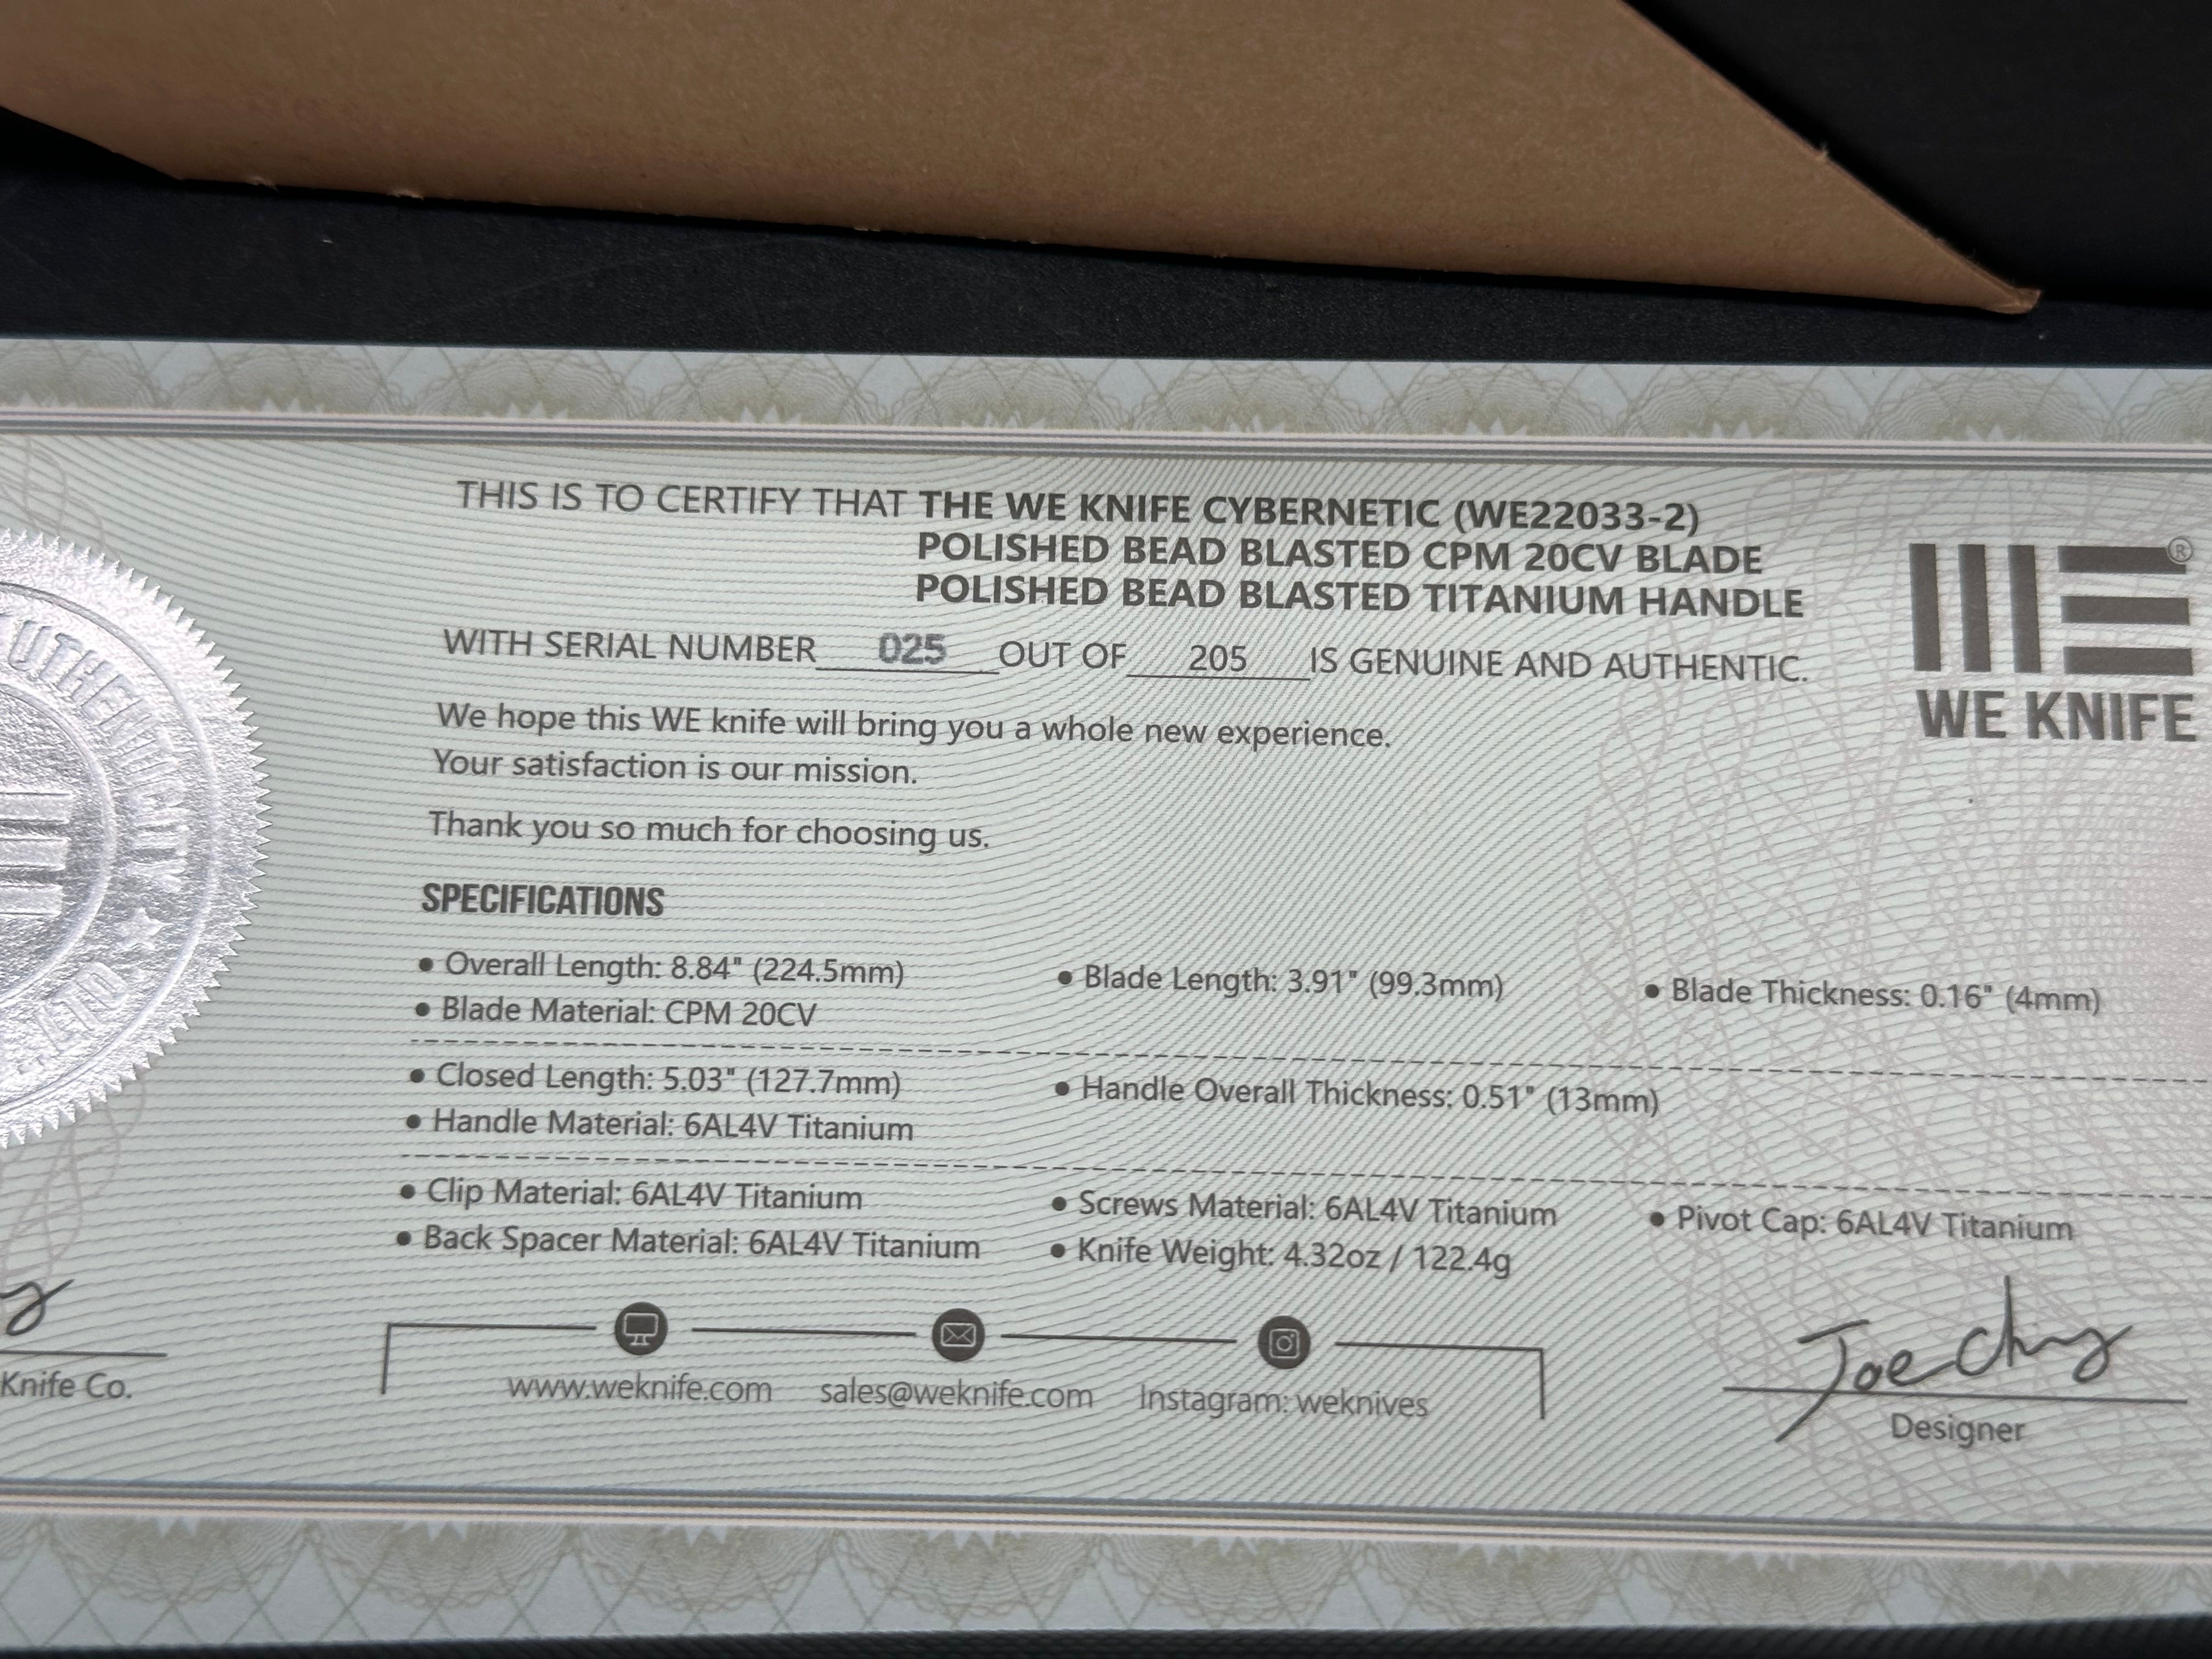 THIS IS TO CERTIFY THAT THE WE KNIFE CYBERNETIC (WE22033-2)
POLISHED BEAD BLASTED CPM 20CV BLADE
POLISHED BEAD BLASTED TITANIUM HANDLE
WITH SERIAL NUMBER 025 OUT OF 205 IS GENUINE AND AUTHENTIC.
WE®
WE KNIFE
We hope this WE knife will bring you a whole new experience.
Your satisfaction is our mission.
Thank you so much for choosing us.
SPECIFICATIONS
• Overall Length: 8.84" (224.5mm) • Blade Length: 3.91" (99.3mm) • Blade Thickness: 0.16" (4mm)
• Blade Material: CPM 20CV
• Closed Length: 5.03" (127.7mm) • Handle Overall Thickness: 0.51" (13mm)
• Handle Material: 6AL4V Titanium
• Clip Material: 6AL4V Titanium • Screws Material: 6AL4V Titanium • Pivot Cap: 6AL4V Titanium
• Back Spacer Material: 6AL4V Titanium • Knife Weight: 4.32oz / 122.4g
Knife Co.
www.weknife.com sales@weknife.com Instagram: weknives
Designer